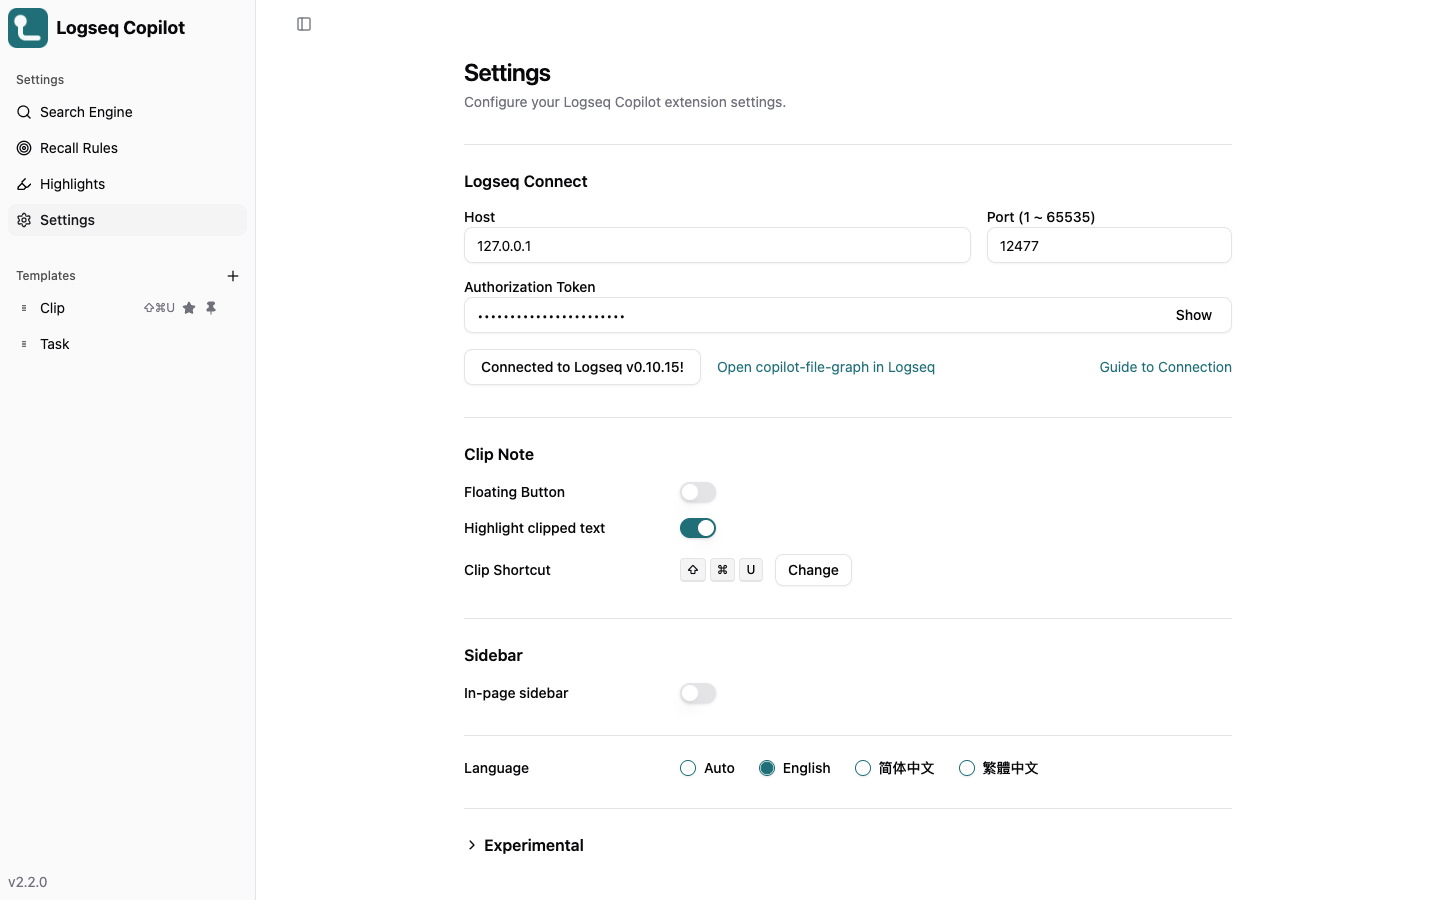 Logseq Copilot
Settings
Search Engine
Recall Rules
Highlights
Settings
Templates
Clip ⇧⌘U
Task
v2.2.0
Settings
Configure your Logseq Copilot extension settings.
Logseq Connect
Host
127.0.0.1
Port (1 ~ 65535)
12477
Authorization Token
•••••••••••••••••••••••
Show
Connected to Logseq v0.10.15!
Open copilot-file-graph in Logseq
Guide to Connection
Clip Note
Floating Button
Highlight clipped text
Clip Shortcut ⇧ ⌘ U Change
Sidebar
In-page sidebar
Language Auto English 简体中文 繁體中文
Experimental